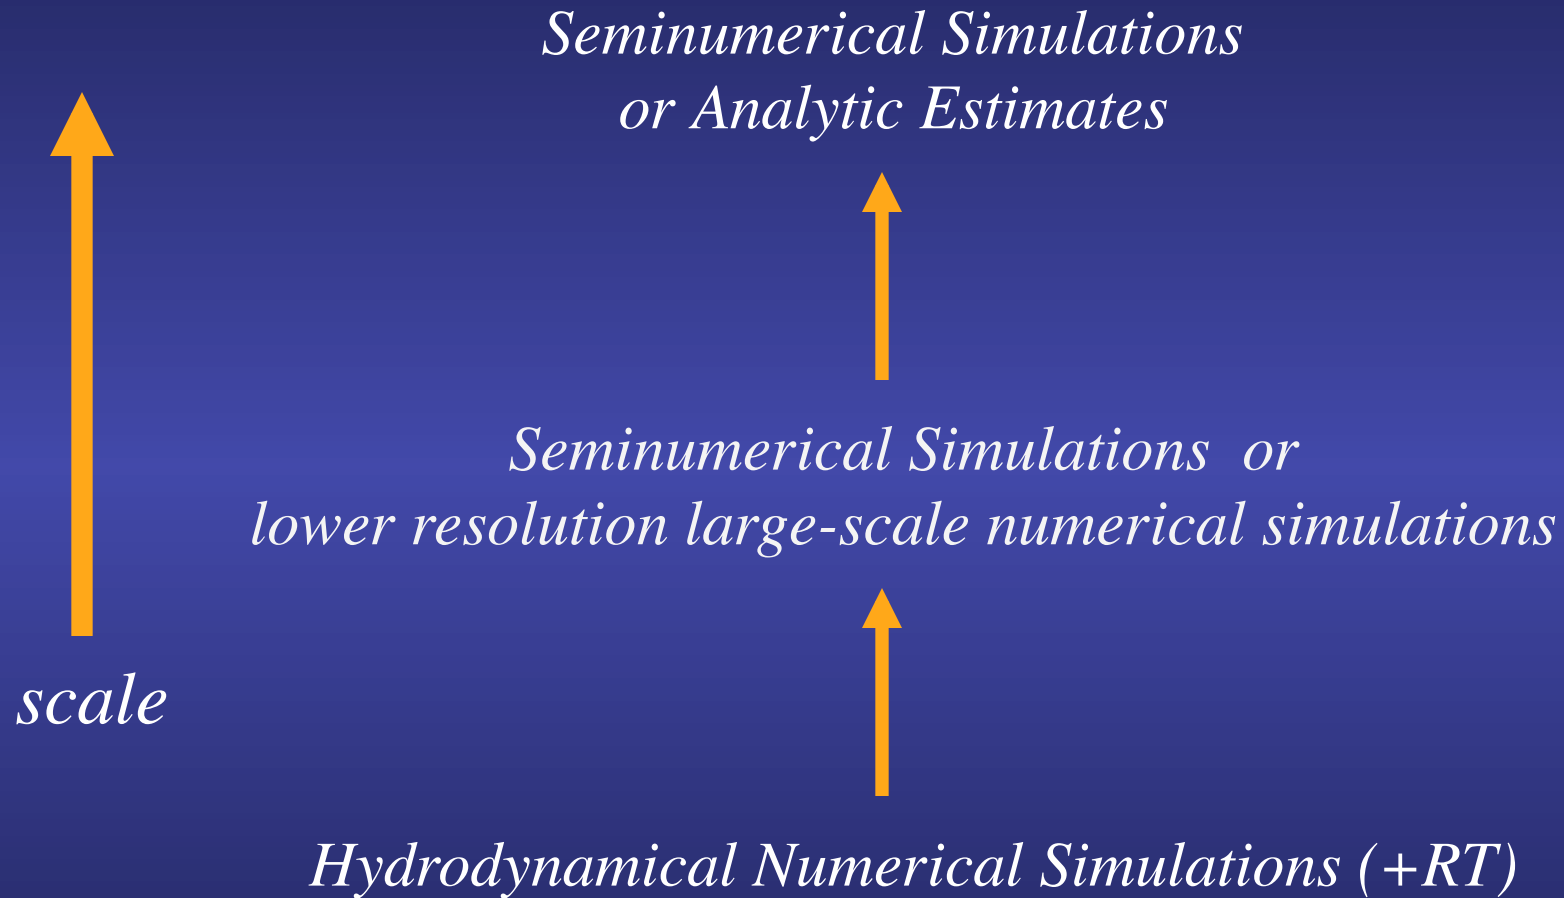 Seminumerical Simulations
or Analytic Estimates
Seminumerical Simulations or
lower resolution large-scale numerical simulations
scale
Hydrodynamical Numerical Simulations (+RT)